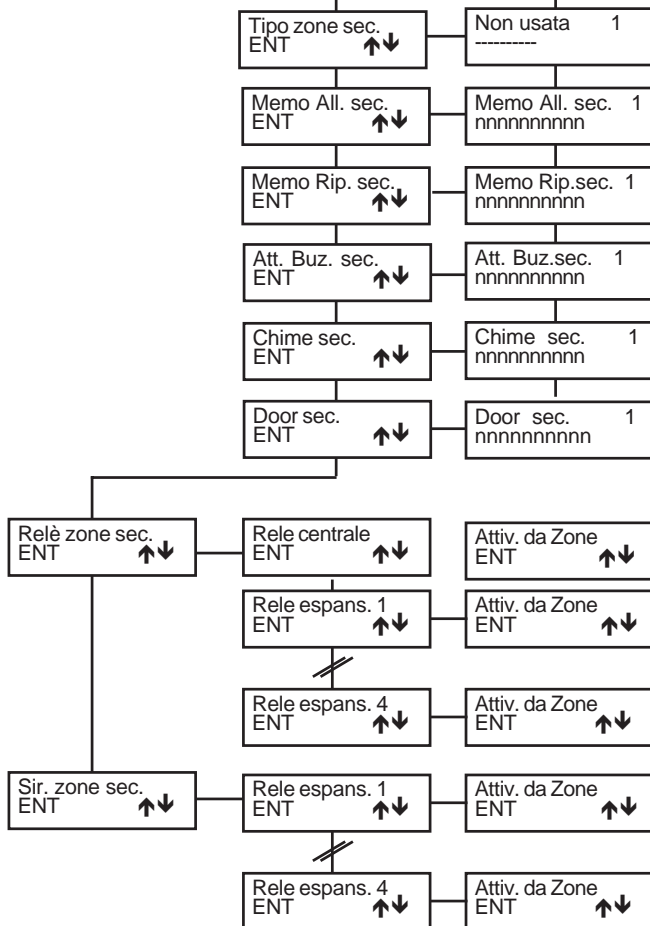 Tipo zone sec.
ENT
Non usata 1
----------
Memo All. sec.
ENT
Memo All. sec. 1
nnnnnnnnnn
Memo Rip. sec.
ENT
Memo Rip.sec. 1
nnnnnnnnnn
Att. Buz. sec.
ENT
Att. Buz.sec. 1
nnnnnnnnnn
Chime sec.
ENT
Chime sec. 1
nnnnnnnnnn
Door sec.
ENT
Door sec. 1
nnnnnnnnnn
Relè zone sec.
ENT
Rele centrale
ENT
Attiv. da Zone
ENT
Rele espans. 1
ENT
Attiv. da Zone
ENT
Rele espans. 4
ENT
Attiv. da Zone
ENT
Sir. zone sec.
ENT
Rele espans. 1
ENT
Attiv. da Zone
ENT
Rele espans. 4
ENT
Attiv. da Zone
ENT